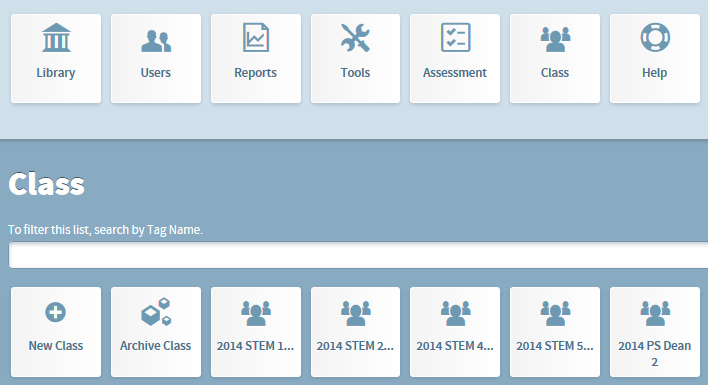 Library
Users
Reports
Tools
Assessment
Class
Help
Class
To filter this list, search by Tag Name.
New Class
Archive Class
2014 STEM 1...
2014 STEM 2...
2014 STEM 4...
2014 STEM 5...
2014 PS Dean
2